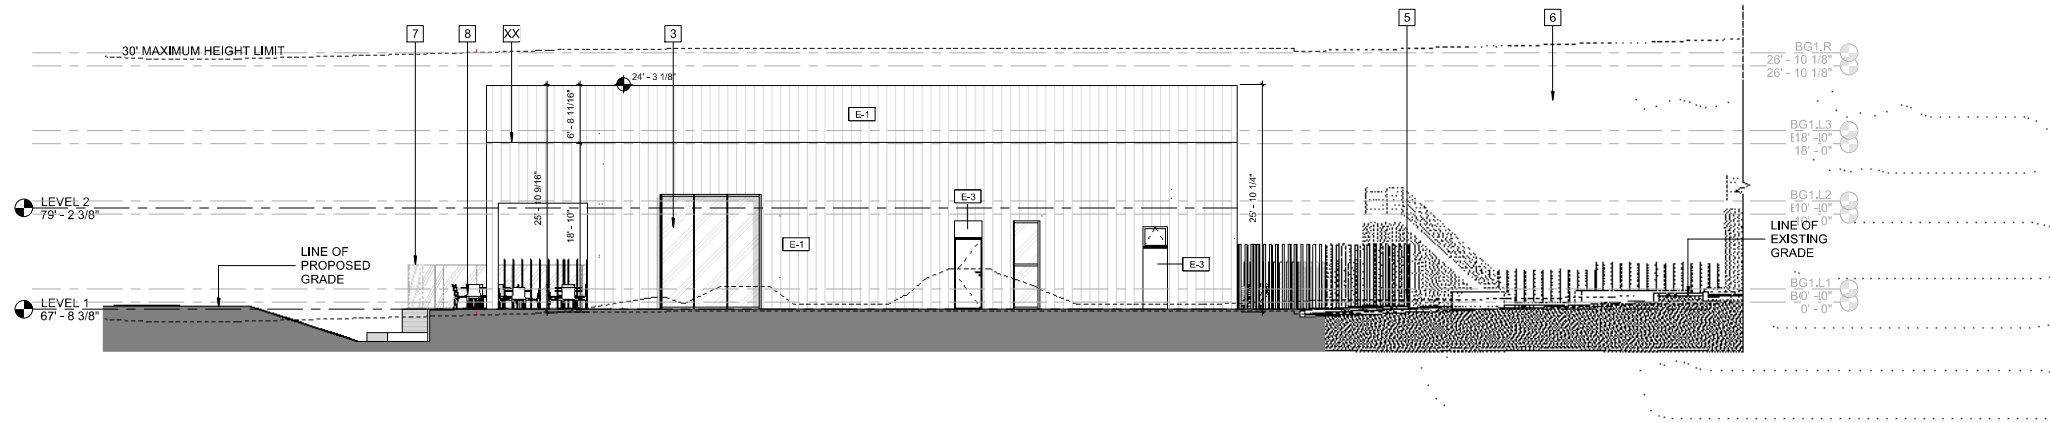 7
8
XX
3
5
6
30' MAXIMUM HEIGHT LIMIT
BG1.R
26' - 10 1/8"
26' - 10 1/8"
24' - 3 1/8"
6' - 8 11/16"
E-1
BG1.L3
18' - 0"
18' - 0"
LEVEL 2
79' - 2 3/8"
25' - 10 9/16"
18' - 10"
E-3
25' - 10 1/4"
BG1.L2
10' - 0"
E-1
E-3
LINE OF
PROPOSED
GRADE
LINE OF
EXISTING
GRADE
LEVEL 1
67' - 8 3/8"
BG1.L1
0' - 0"
0' - 0"